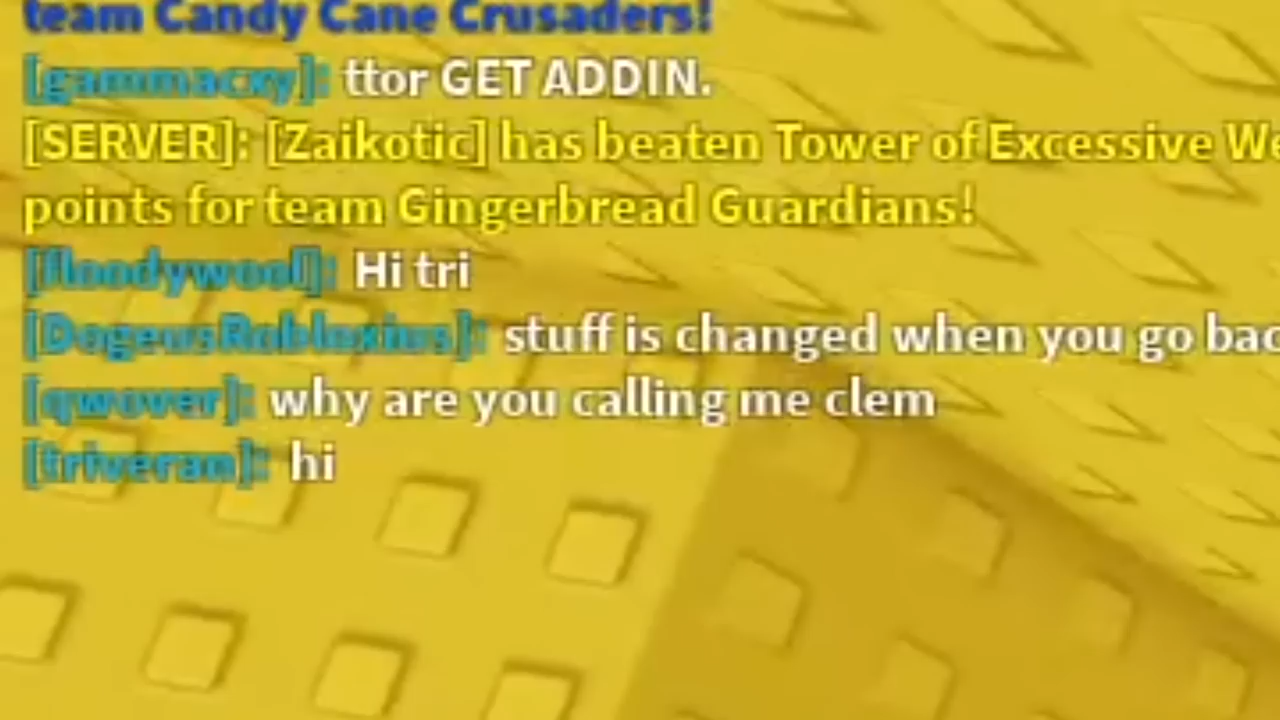 team Candy Cane Crusaders!
[gammacxy]: ttor GET ADDIN.
[SERVER]: [Zaikotic] has beaten Tower of Excessive We
points for team Gingerbread Guardians!
[floodywool]: Hi tri
[DogeusRobloxius]: stuff is changed when you go bac
[qwover]: why are you calling me clem
[triveran]: hi